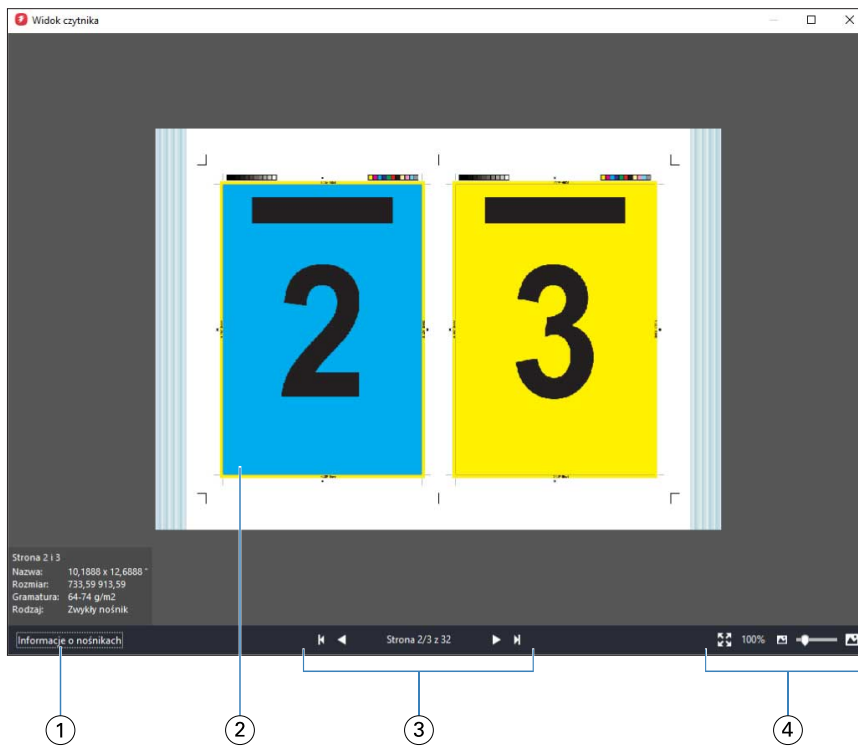 Widok czytnika
2
3
Strona 2 i 3
Nazwa: 10,1888 x 12,6888 "
Rozmiar: 733,59 913,59
Gramatura: 64-74 g/m2
Rodzaj: Zwykły nośnik
Informacje o nośnikach
Strona 2/3 z 32
100%
1
2
3
4